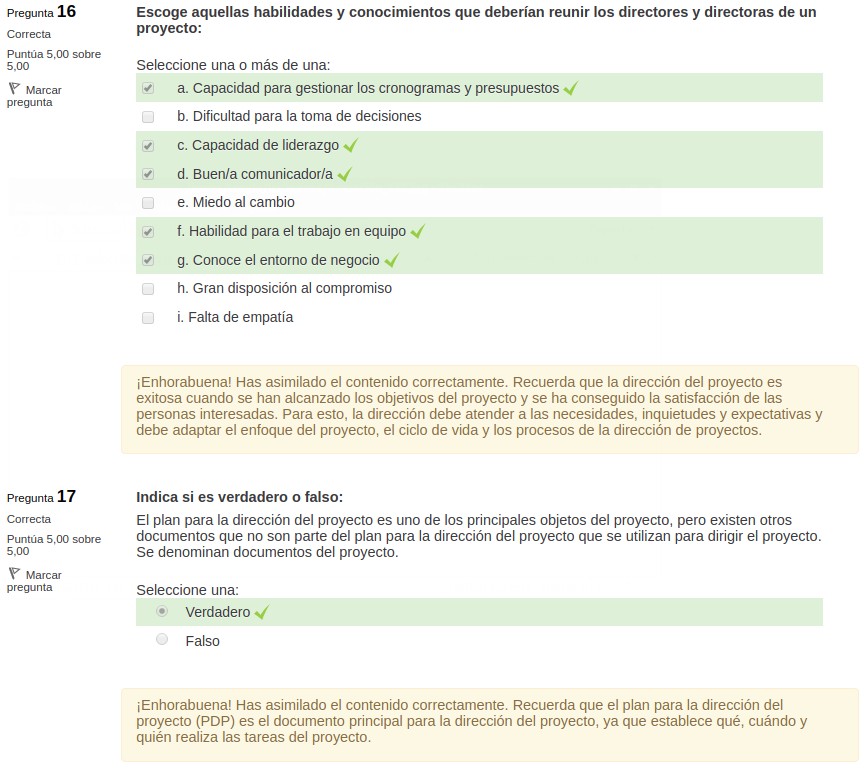 Pregunta 16
Correcta
Puntúa 5,00 sobre
5,00
Marcar
pregunta
Escoge aquellas habilidades y conocimientos que deberían reunir los directores y directoras de un
proyecto:
Seleccione una o más de una:
a. Capacidad para gestionar los cronogramas y presupuestos
b. Dificultad para la toma de decisiones
c. Capacidad de liderazgo
d. Buen/a comunicador/a
e. Miedo al cambio
f. Habilidad para el trabajo en equipo
g. Conoce el entorno de negocio
h. Gran disposición al compromiso
i. Falta de empatía
¡Enhorabuena! Has asimilado el contenido correctamente. Recuerda que la dirección del proyecto es
exitosa cuando se han alcanzado los objetivos del proyecto y se ha conseguido la satisfacción de las
personas interesadas. Para esto, la dirección debe atender a las necesidades, inquietudes y expectativas y
debe adaptar el enfoque del proyecto, el ciclo de vida y los procesos de la dirección de proyectos.
Pregunta 17
Correcta
Puntúa 5,00 sobre
5,00
Marcar
pregunta
Indica si es verdadero o falso:
El plan para la dirección del proyecto es uno de los principales objetos del proyecto, pero existen otros
documentos que no son parte del plan para la dirección del proyecto que se utilizan para dirigir el proyecto.
Se denominan documentos del proyecto.
Seleccione una:
Verdadero
Falso
¡Enhorabuena! Has asimilado el contenido correctamente. Recuerda que el plan para la dirección del
proyecto (PDP) es el documento principal para la dirección del proyecto, ya que establece qué, cuándo y
quién realiza las tareas del proyecto.